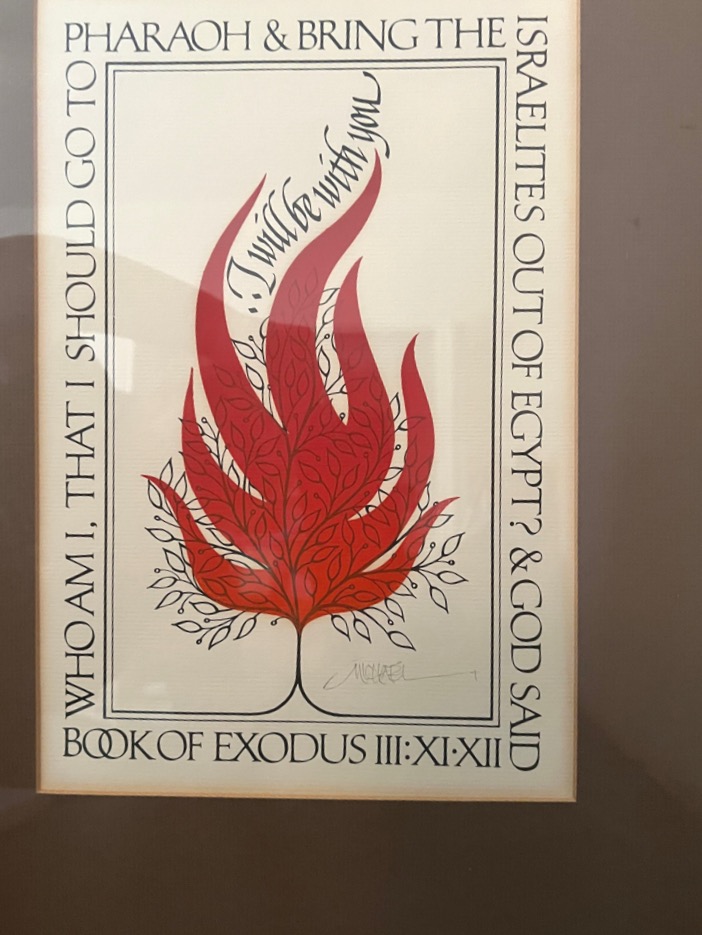 WHO AM I, THAT I SHOULD GO TO
PHARAOH & BRING THE
ISRAELITES OUT OF EGYPT? & GOD SAID
:·I will be with you
BOOK OF EXODUS III:XI·XII